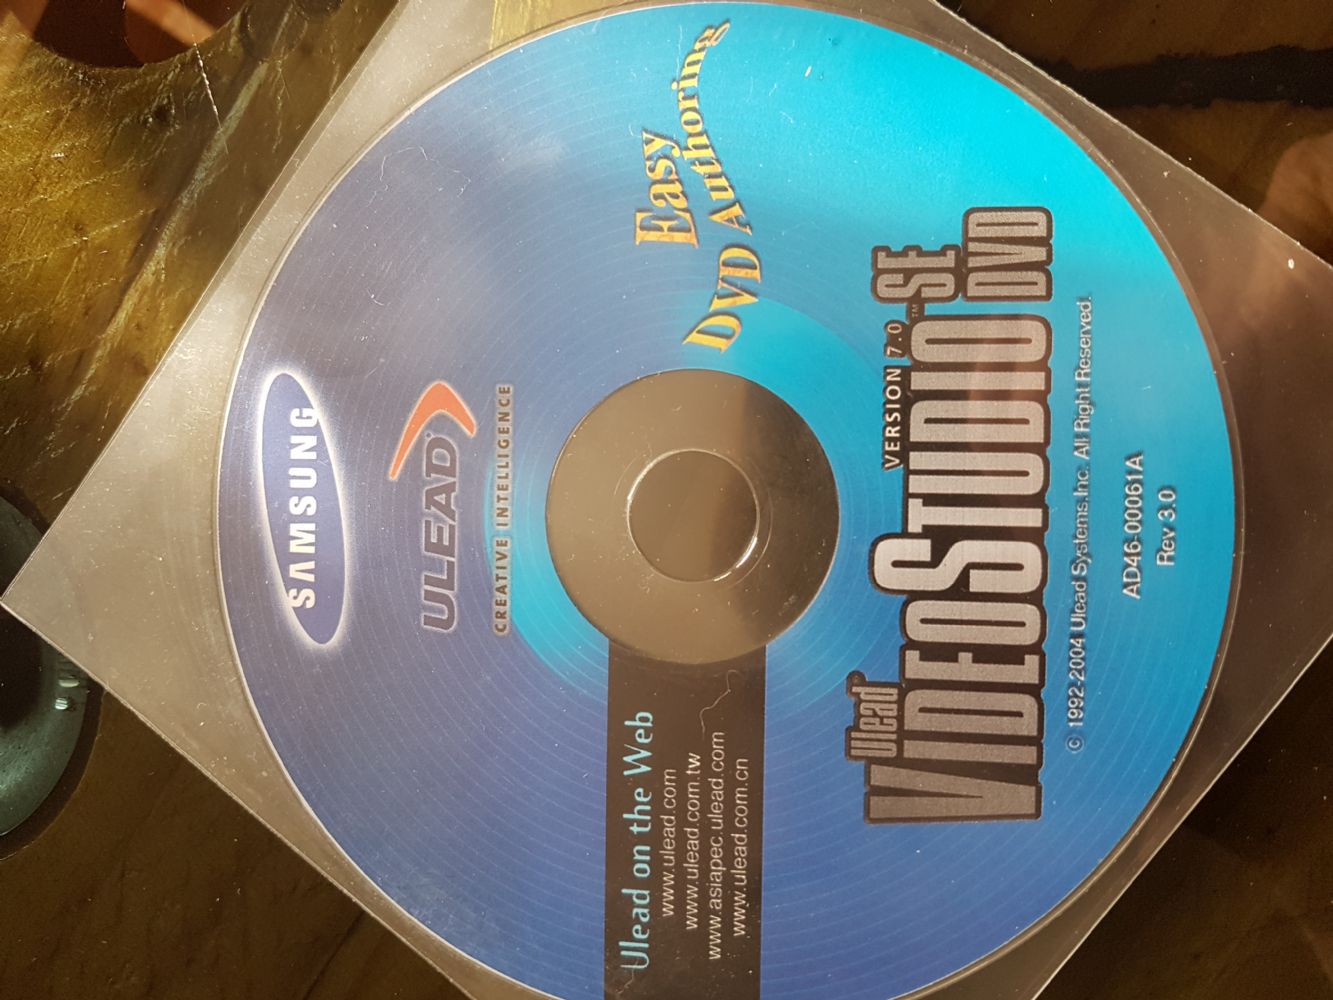 SAMSUNG
ULEAD®
CREATIVE INTELLIGENCE
Easy
DVD Authoring
Ulead on the Web
www.ulead.com
www.ulead.com.tw
www.asiapec.ulead.com
www.ulead.com.cn
Ulead®
VERSION 7.0
VIDEOSTUDIO™ SE
DVD
© 1992-2004 Ulead Systems.Inc. All Right Reserved.
AD46-00061A
Rev 3.0